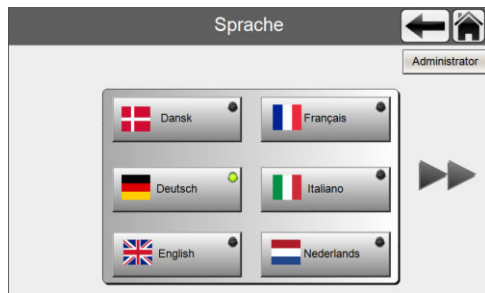 Sprache
Administrator
Dansk
Français
Deutsch
Italiano
English
Nederlands